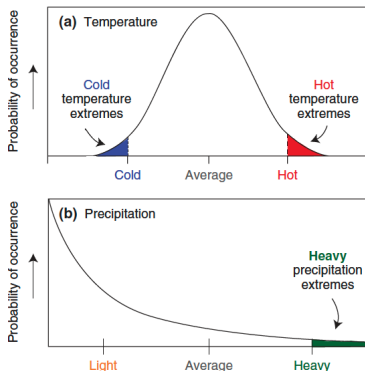 (a) Temperature
Probability of occurrence
Cold
temperature
extremes
Hot
temperature
extremes
Cold
Average
Hot
(b) Precipitation
Probability of occurrence
Heavy
precipitation
extremes
Light
Average
Heavy